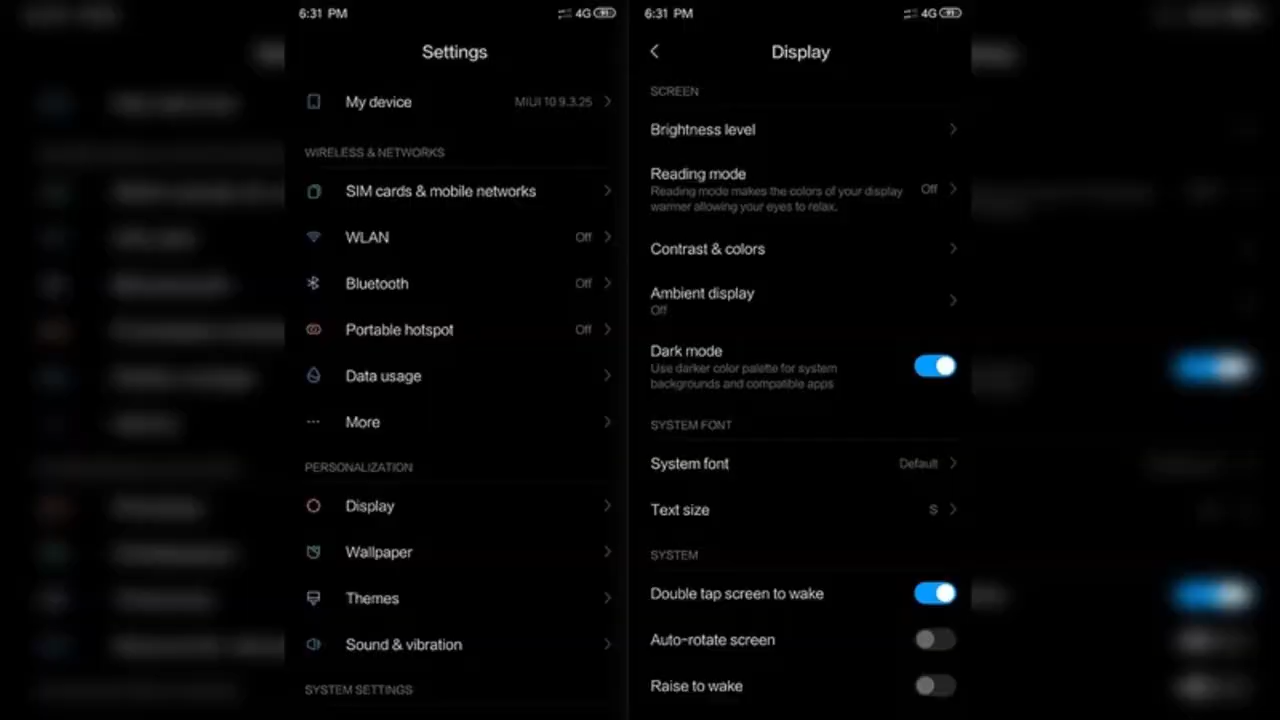 6:31 PM
4G 91
Settings
My device
MIUI 10 9.3.25
WIRELESS & NETWORKS
SIM cards & mobile networks
WLAN
Off
Bluetooth
Off
Portable hotspot
Off
Data usage
More
PERSONALIZATION
Display
Wallpaper
Themes
Sound & vibration
SYSTEM SETTINGS
6:31 PM
4G 91
Display
SCREEN
Brightness level
Reading mode
Reading mode makes the colors of your display
warmer allowing your eyes to relax.
Off
Contrast & colors
Ambient display
Off
Dark mode
Use darker color palette for system
backgrounds and compatible apps
SYSTEM FONT
System font
Default
Text size
S
SYSTEM
Double tap screen to wake
Auto-rotate screen
Raise to wake